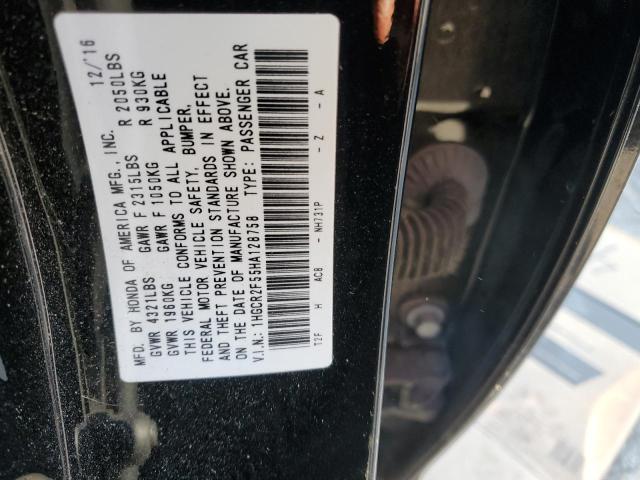 MFD. BY HONDA OF AMERICA MFG., INC. 12/'16
GVWR 4321LBS GAWR F 2315LBS R 2050LBS
GVWR 1960KG GAWR F 1050KG R 930KG
THIS VEHICLE CONFORMS TO ALL APPLICABLE
FEDERAL MOTOR VEHICLE SAFETY, BUMPER,
AND THEFT PREVENTION STANDARDS IN EFFECT
ON THE DATE OF MANUFACTURE SHOWN ABOVE.
V.I.N.: 1HGCR2F55HA128758 TYPE: PASSENGER CAR
T2F H AC8 - NH731P - Z - A